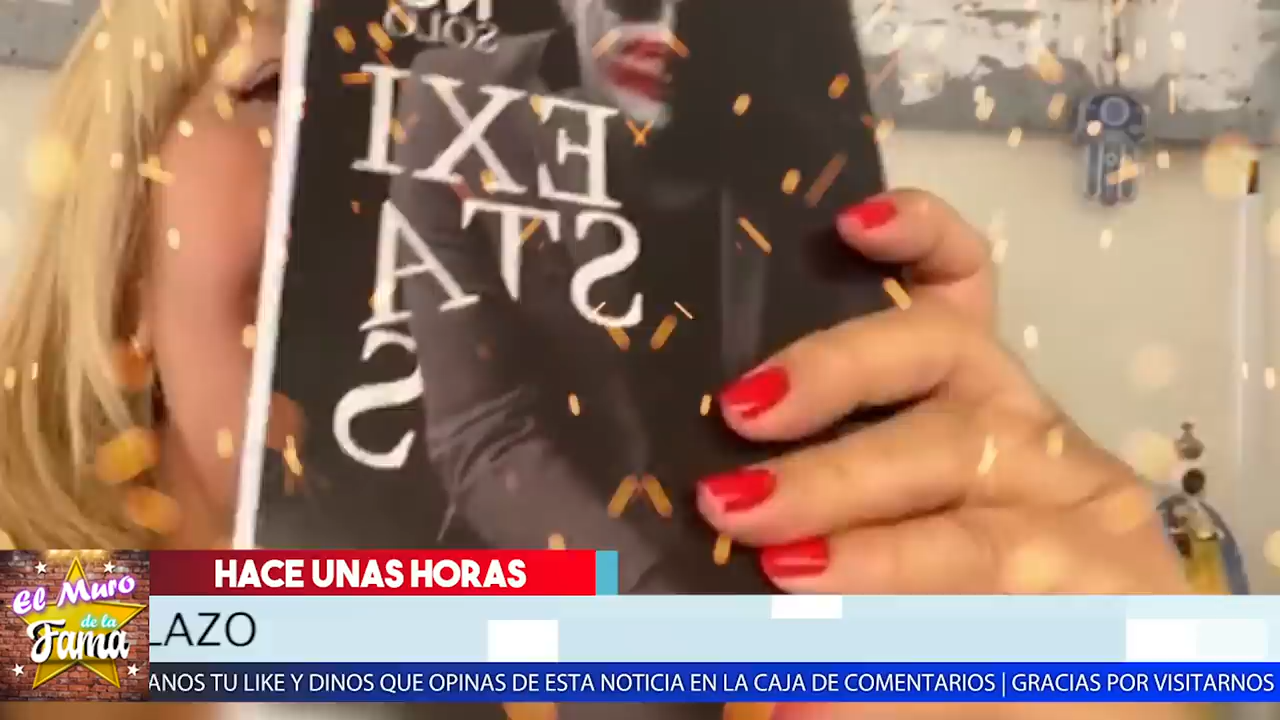 SOLO
EXI
STA
S
HACE UNAS HORAS
LAZO
El Muro
de la
Fama
ANOS TU LIKE Y DINOS QUE OPINAS DE ESTA NOTICIA EN LA CAJA DE COMENTARIOS | GRACIAS POR VISITARNOS